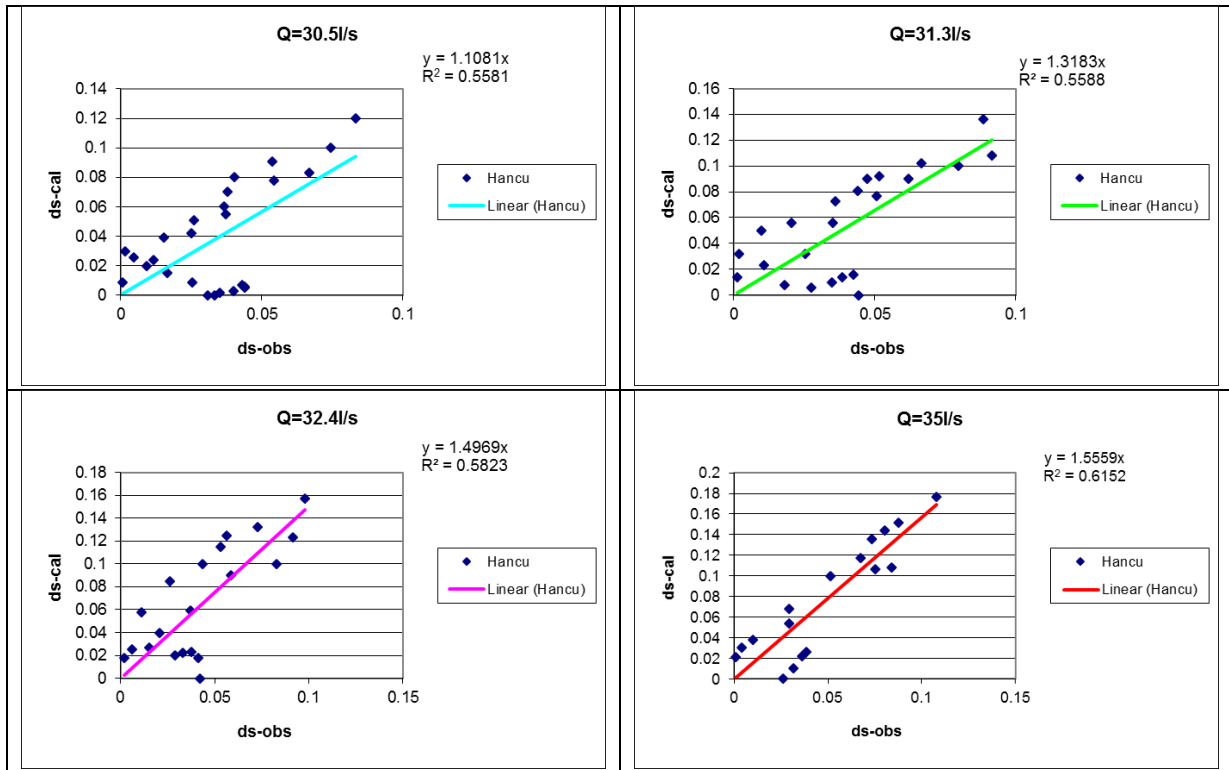 Q=30.5l/s
y = 1.1081x
R² = 0.5581
0.14
0.12
0.1
0.08
0.06
0.04
0.02
0
0 0.05 0.1
ds-cal
ds-obs
Hancu
Linear (Hancu)
Q=31.3l/s
y = 1.3183x
R² = 0.5588
0.16
0.14
0.12
0.1
0.08
0.06
0.04
0.02
0
0 0.05 0.1
ds-cal
ds-obs
Hancu
Linear (Hancu)
Q=32.4l/s
y = 1.4969x
R² = 0.5823
0.18
0.16
0.14
0.12
0.1
0.08
0.06
0.04
0.02
0
0 0.05 0.1 0.15
ds-cal
ds-obs
Hancu
Linear (Hancu)
Q=35l/s
y = 1.5559x
R² = 0.6152
0.2
0.18
0.16
0.14
0.12
0.1
0.08
0.06
0.04
0.02
0
0 0.05 0.1 0.15
ds-cal
ds-obs
Hancu
Linear (Hancu)